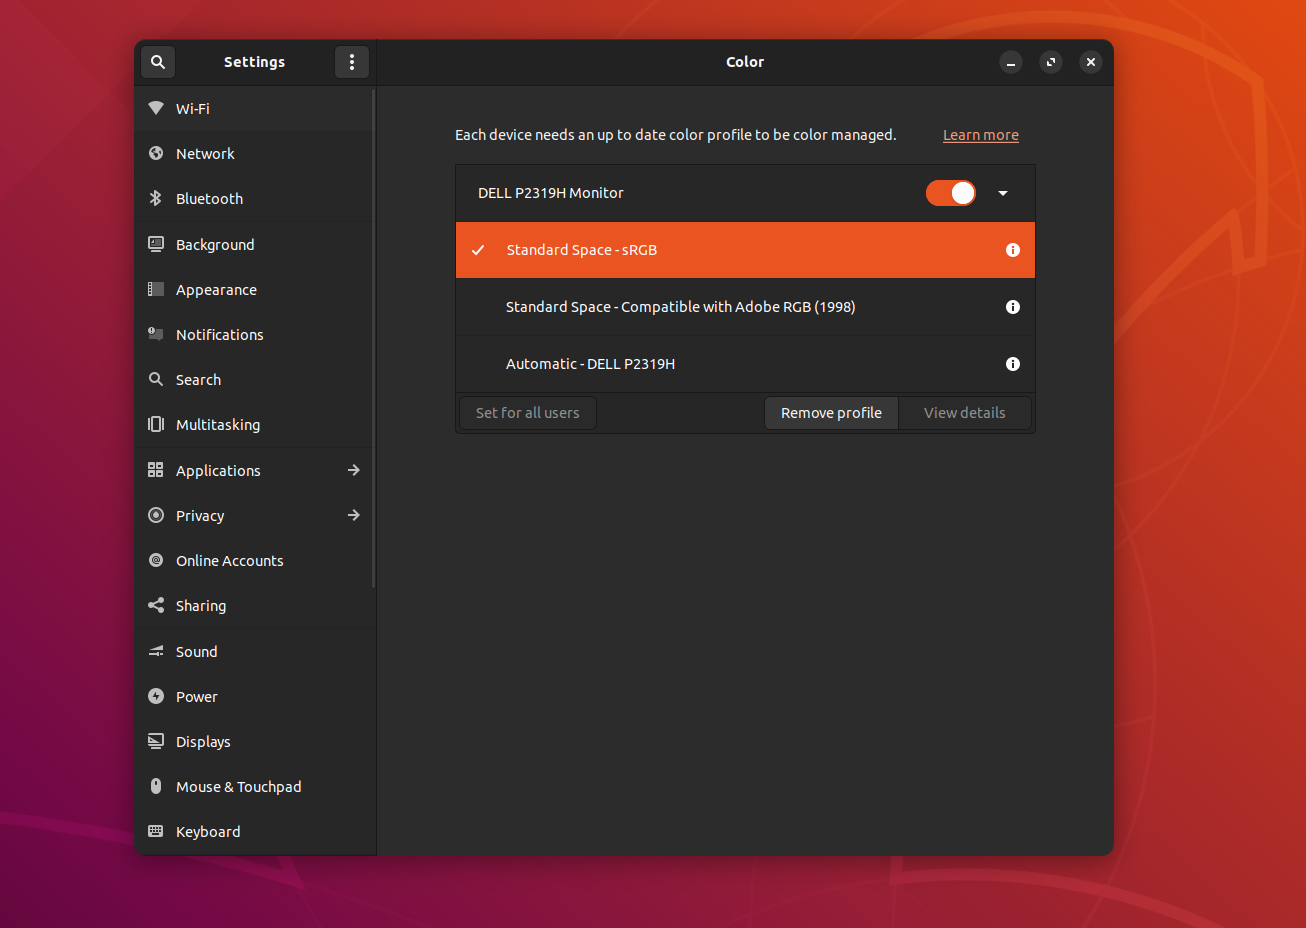 Settings
Color
Wi-Fi
Network
Bluetooth
Background
Appearance
Notifications
Search
Multitasking
Applications
Privacy
Online Accounts
Sharing
Sound
Power
Displays
Mouse & Touchpad
Keyboard
Each device needs an up to date color profile to be color managed. Learn more
DELL P2319H Monitor
Standard Space - sRGB
Standard Space - Compatible with Adobe RGB (1998)
Automatic - DELL P2319H
Set for all users Remove profile View details